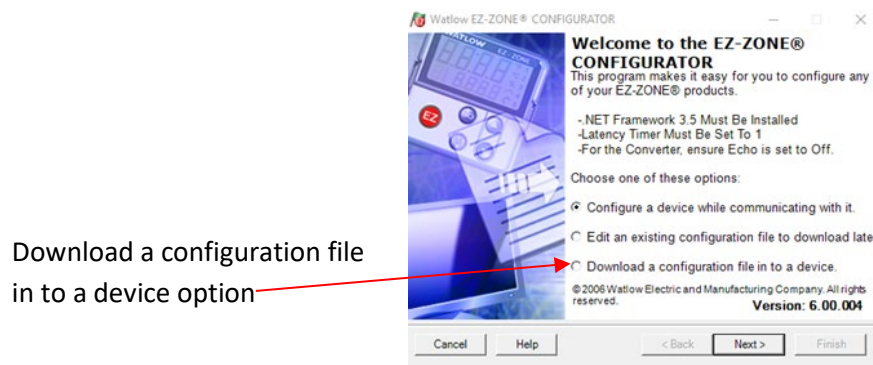 Watlow EZ-ZONE® CONFIGURATOR
Welcome to the EZ-ZONE®
CONFIGURATOR
This program makes it easy for you to configure any
of your EZ-ZONE® products.
-.NET Framework 3.5 Must Be Installed
-Latency Timer Must Be Set To 1
-For the Converter, ensure Echo is set to Off.
Choose one of these options:
Configure a device while communicating with it.
Edit an existing configuration file to download late
Download a configuration file in to a device.
©2006 Watlow Electric and Manufacturing Company. All rights
reserved.
Version: 6.00.004
Cancel
Help
< Back
Next >
Finish
WATLOW
EZ-ZONE
EZ
Download a configuration file
in to a device option